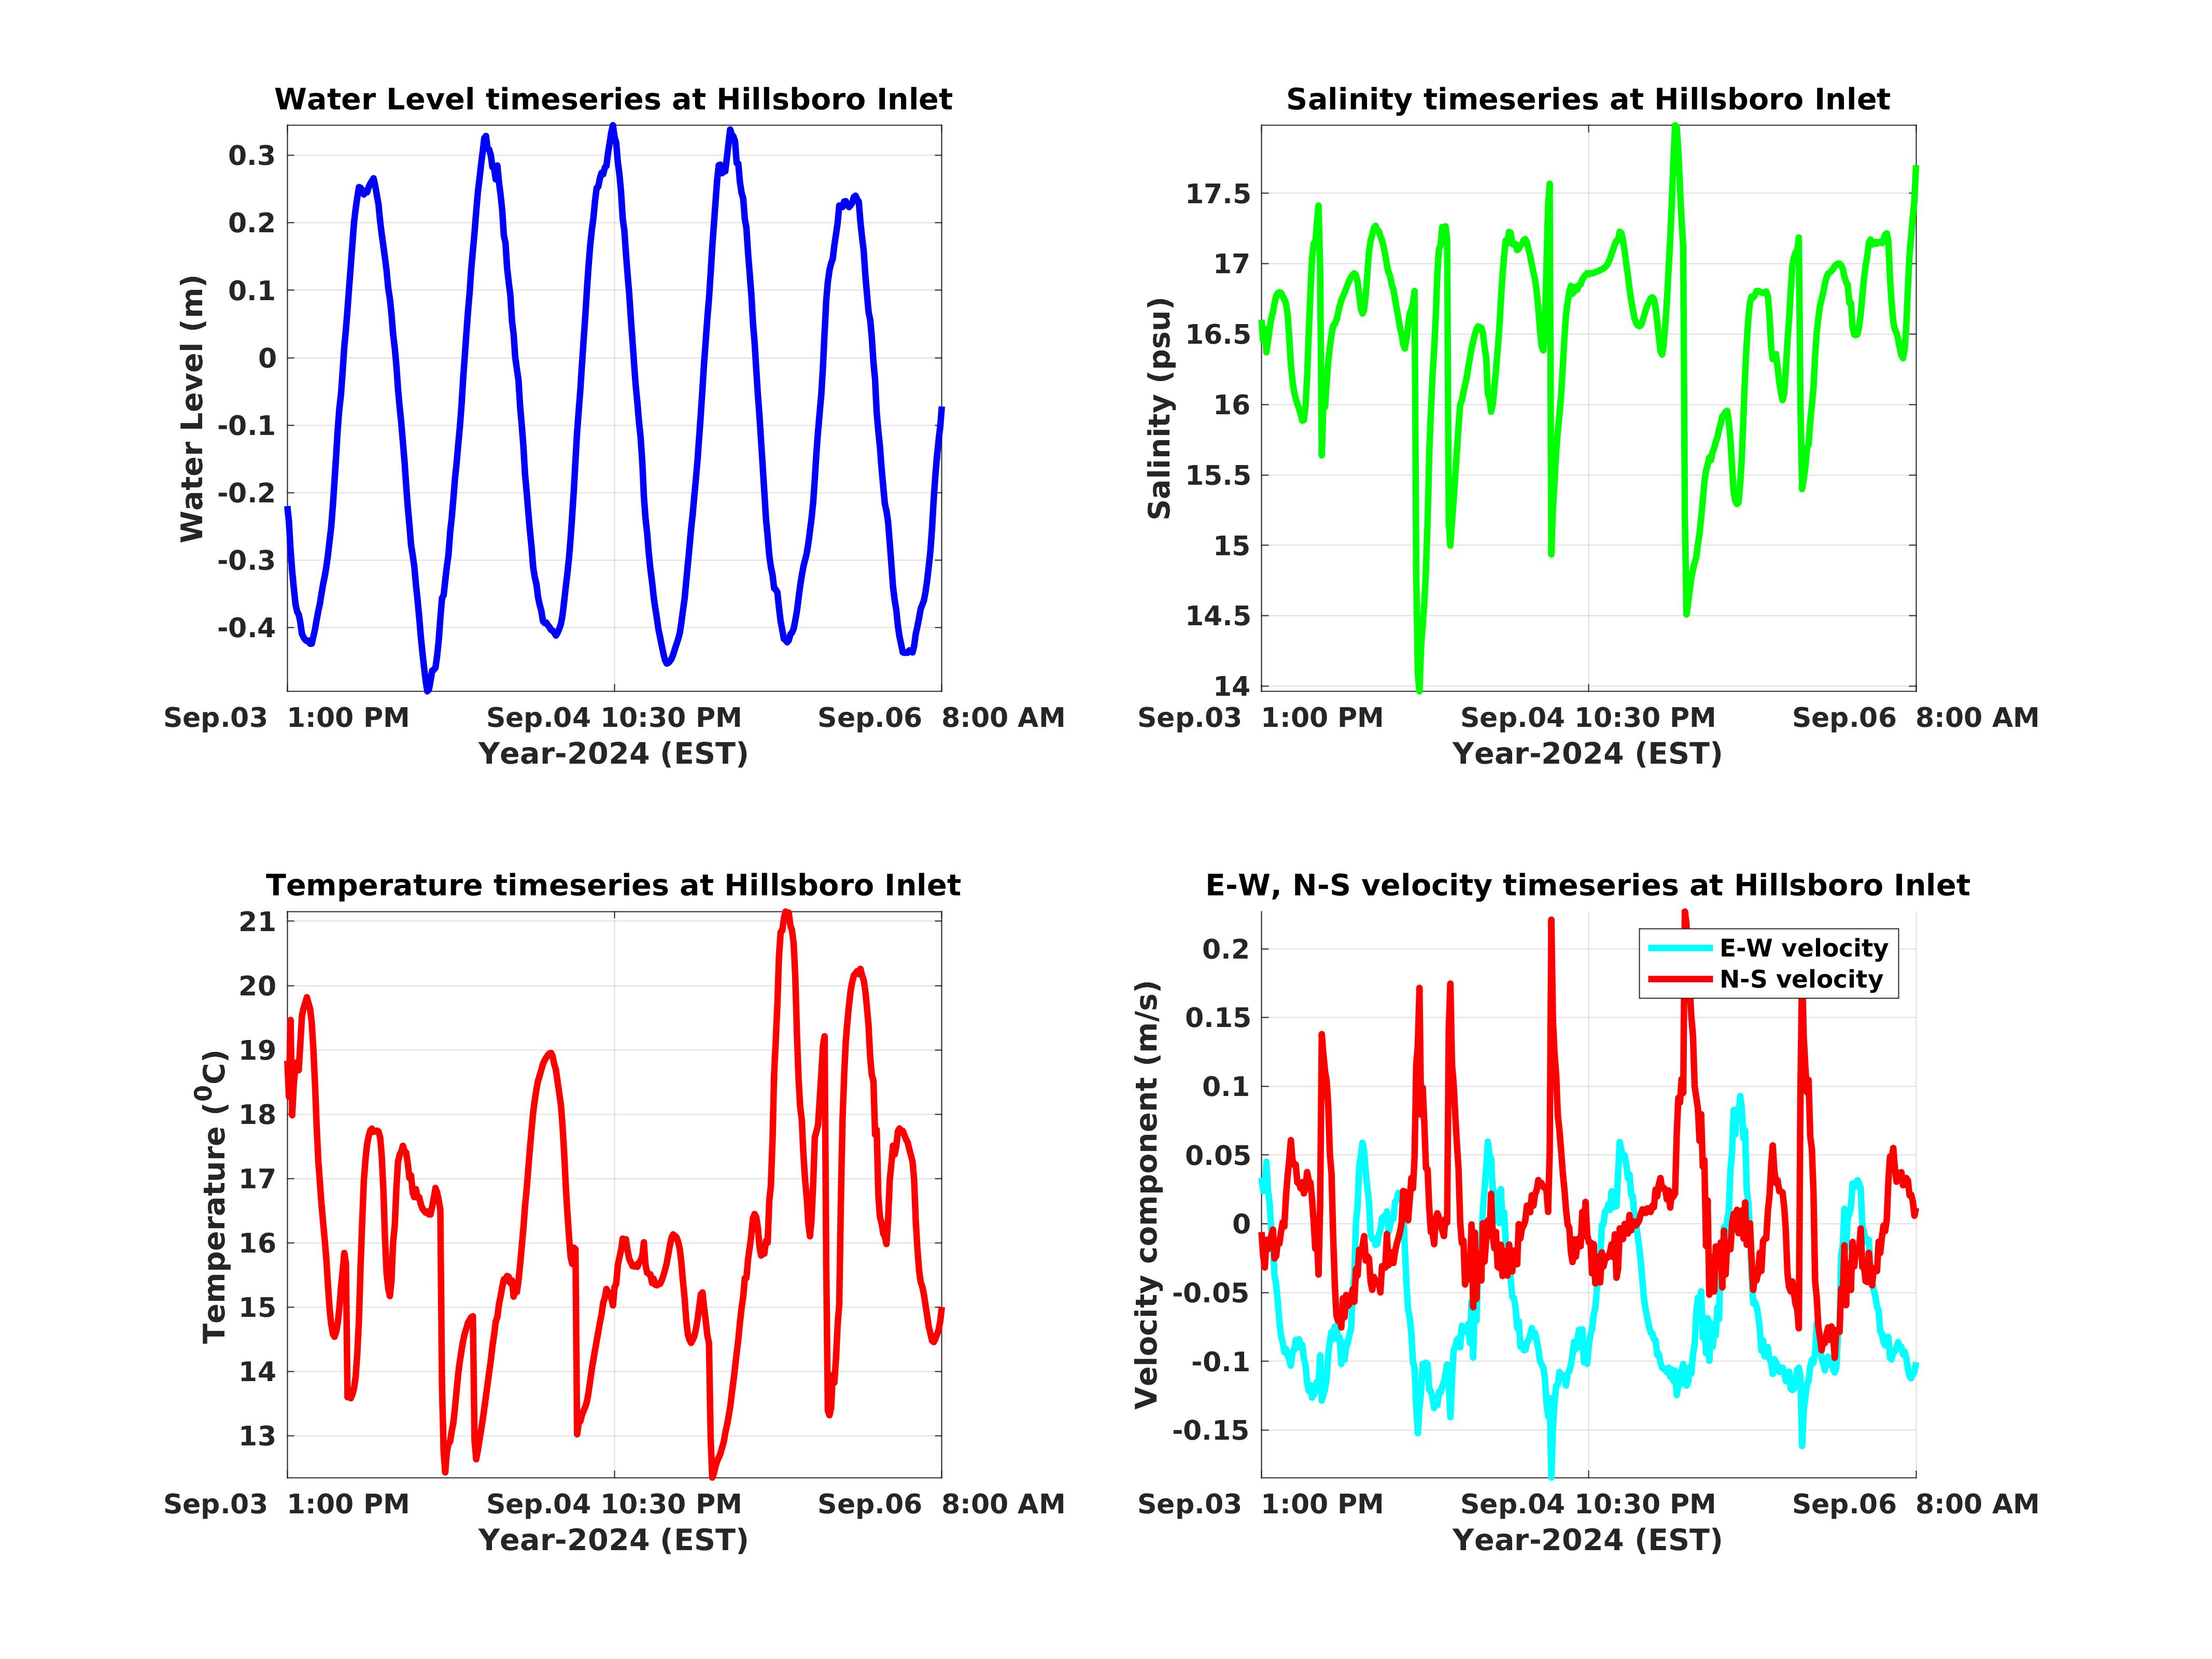 Water Level timeseries at Hillsboro Inlet
0.3
0.2
0.1
0
-0.1
-0.2
-0.3
-0.4
Water Level (m)
Sep.03 1:00 PM Sep.04 10:30 PM Sep.06 8:00 AM
Year-2024 (EST)
Salinity timeseries at Hillsboro Inlet
17.5
17
16.5
16
15.5
15
14.5
14
Salinity (psu)
Sep.03 1:00 PM Sep.04 10:30 PM Sep.06 8:00 AM
Year-2024 (EST)
Temperature timeseries at Hillsboro Inlet
21
20
19
18
17
16
15
14
13
Temperature (⁰C)
Sep.03 1:00 PM Sep.04 10:30 PM Sep.06 8:00 AM
Year-2024 (EST)
E-W, N-S velocity timeseries at Hillsboro Inlet
E-W velocity
N-S velocity
0.2
0.15
0.1
0.05
0
-0.05
-0.1
-0.15
Velocity component (m/s)
Sep.03 1:00 PM Sep.04 10:30 PM Sep.06 8:00 AM
Year-2024 (EST)